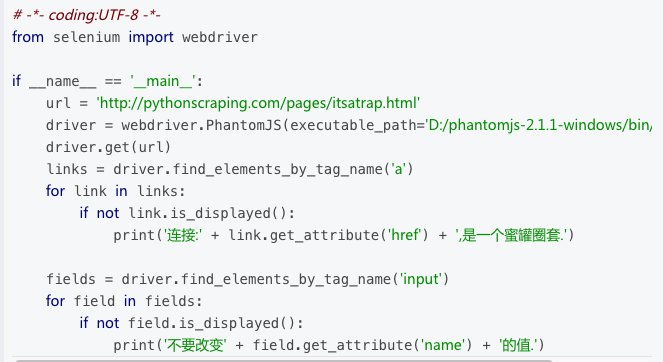 # -*- coding:UTF-8 -*-
from selenium import webdriver
if __name__ == '__main__':
    url = 'http://pythonscraping.com/pages/itsatrap.html'
    driver = webdriver.PhantomJS(executable_path='D:/phantomjs-2.1.1-windows/bin/
    driver.get(url)
    links = driver.find_elements_by_tag_name('a')
    for link in links:
        if not link.is_displayed():
            print('连接:' + link.get_attribute('href') + ',是一个蜜罐圈套.')
    fields = driver.find_elements_by_tag_name('input')
    for field in fields:
        if not field.is_displayed():
            print('不要改变' + field.get_attribute('name') + '的值.')